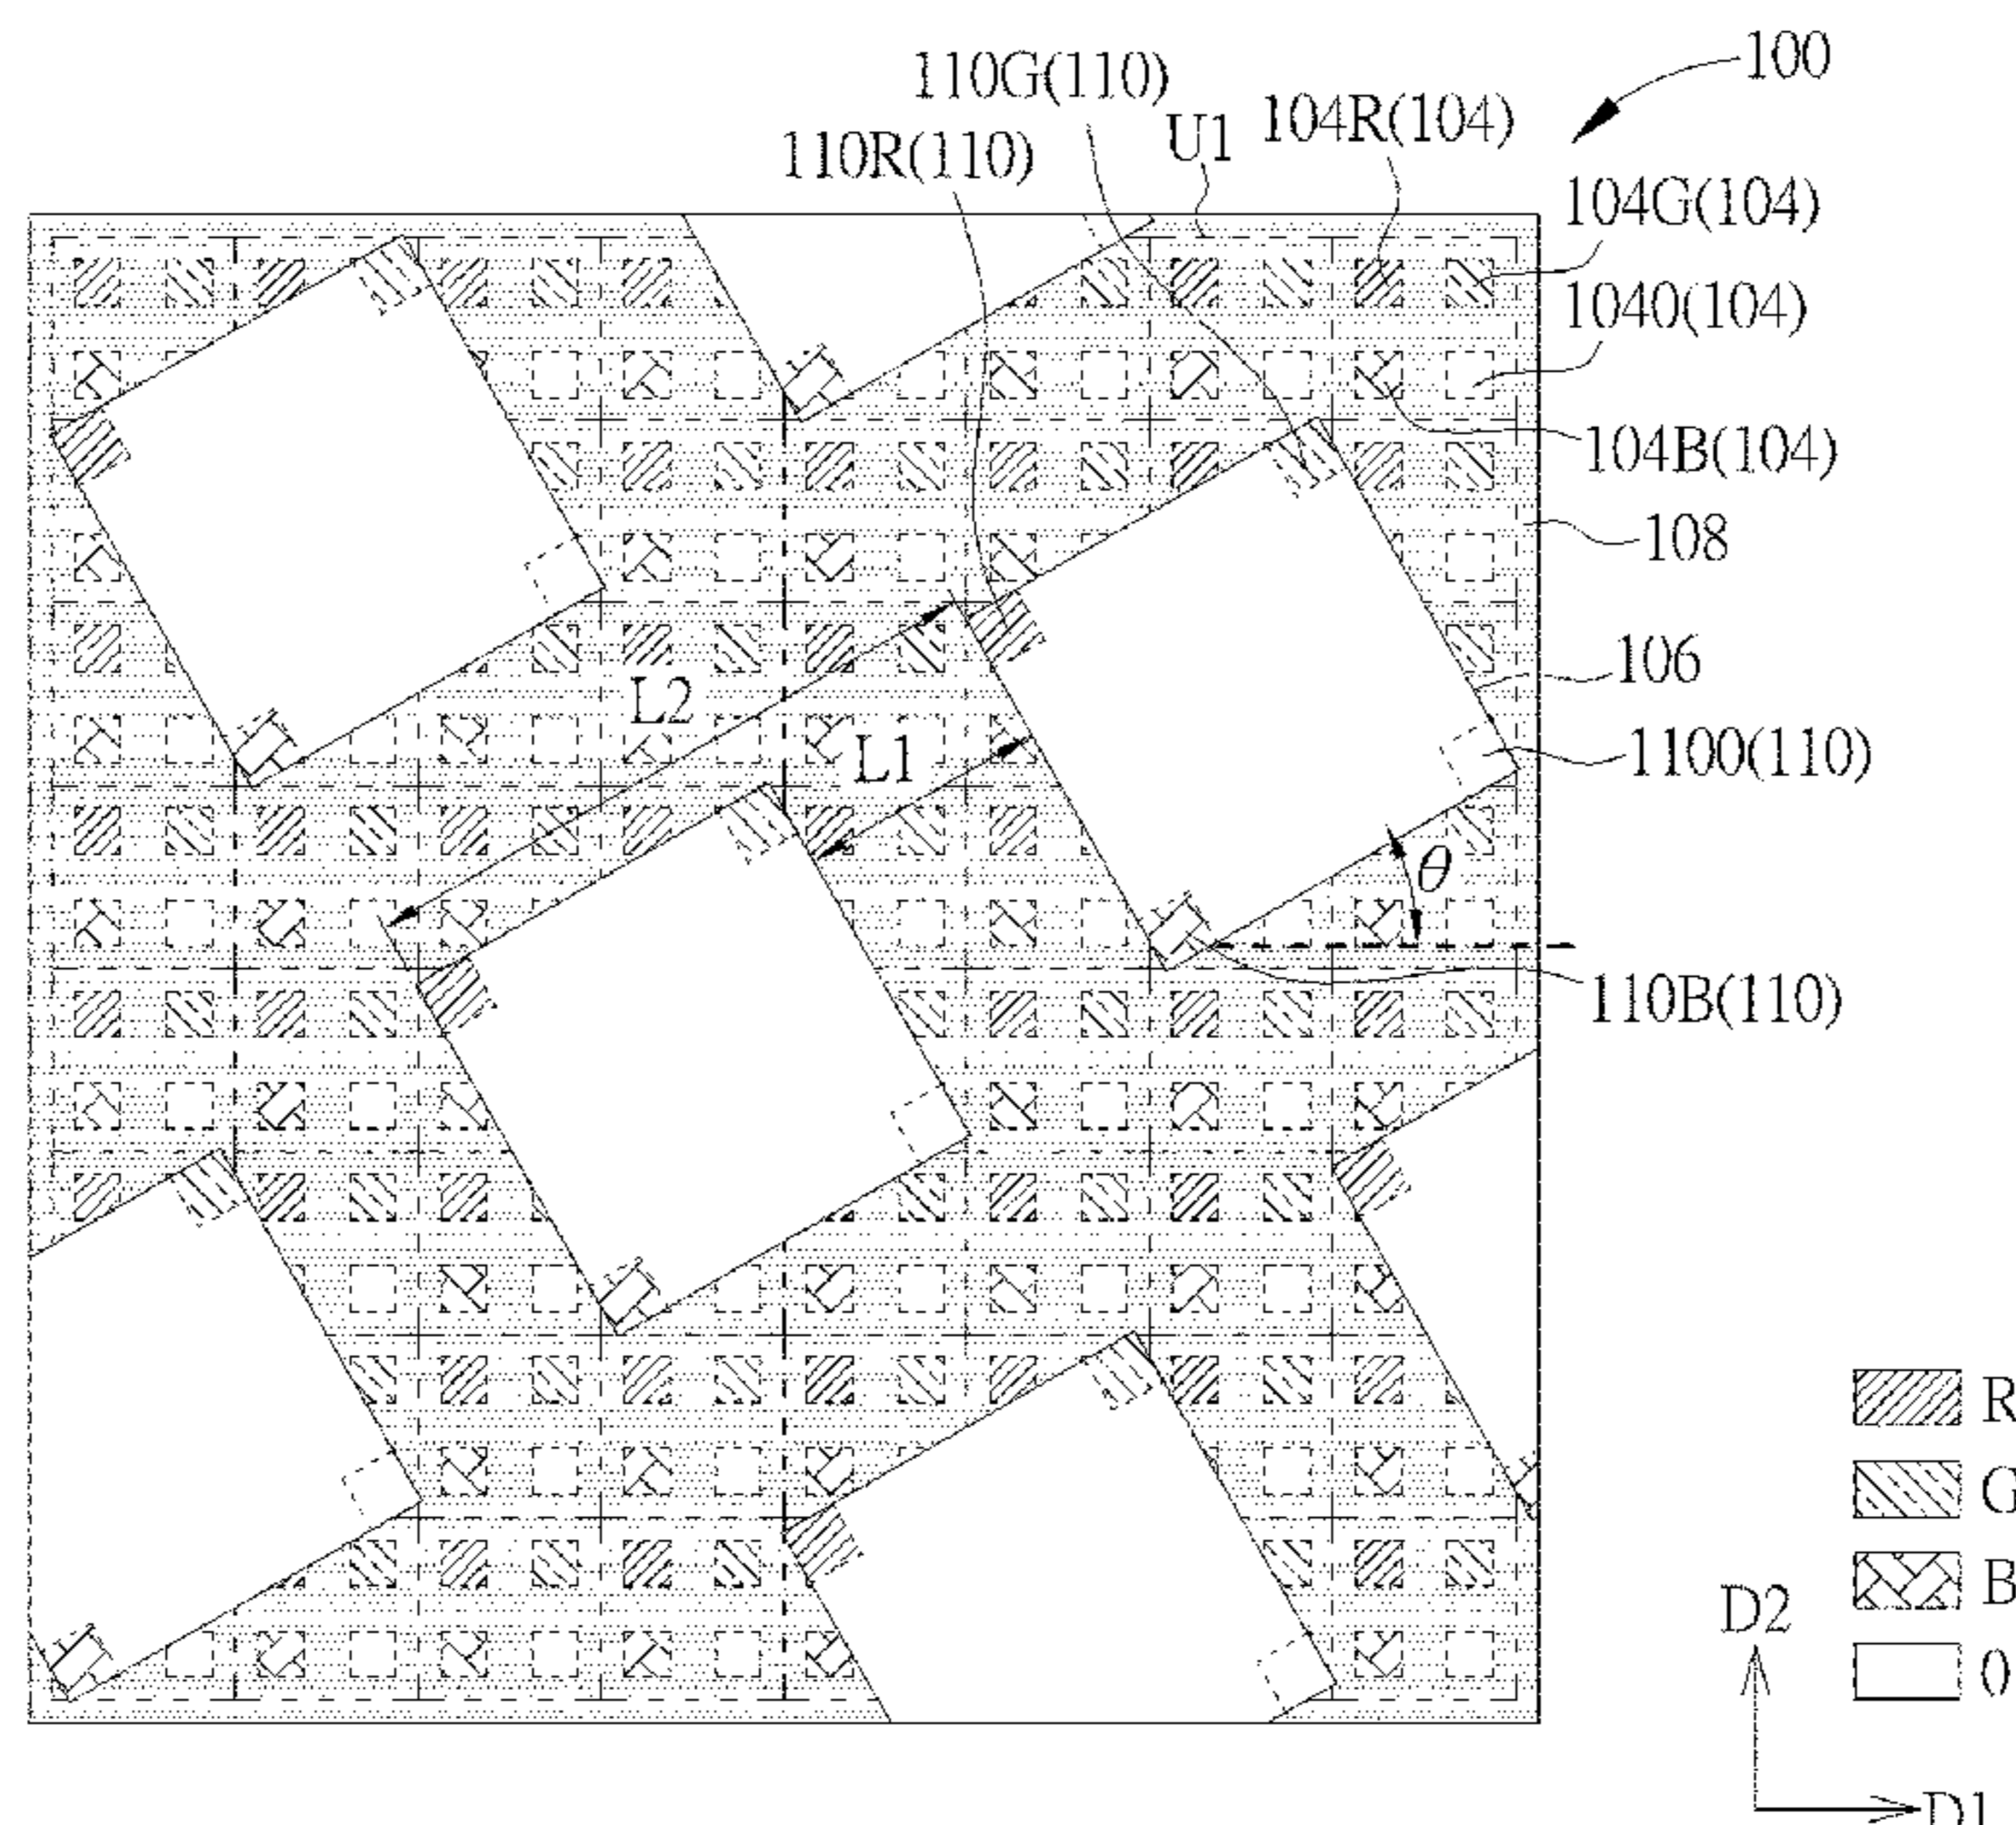 100
110G(110)
U1
104R(104)
110R(110)
104G(104)
1040(104)
104B(104)
108
106
L2
L1
1100(110)
θ
110B(110)
R
G
B
0
D2
D1